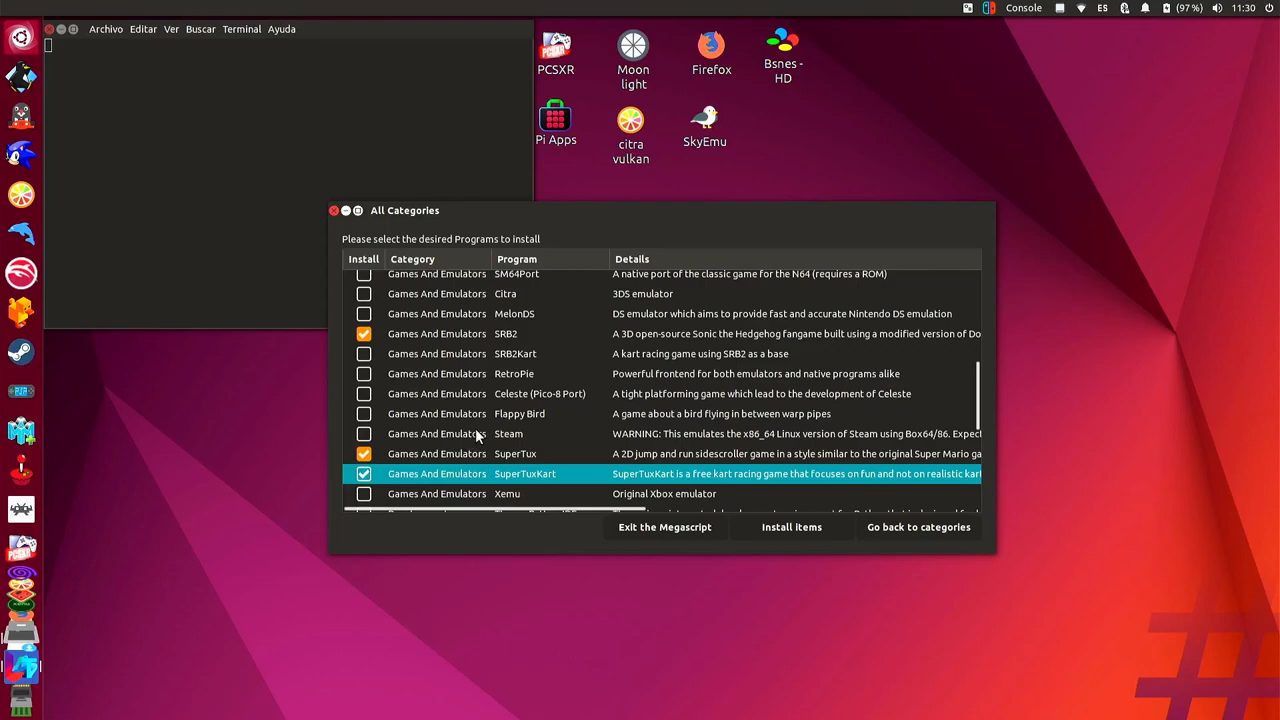 Console ES (97%) 11:30
Archivo Editar Ver Buscar Terminal Ayuda
PCSXR
Moon
light
Firefox
Bsnes -
HD
Pi Apps
citra
vulkan
SkyEmu
All Categories
Please select the desired Programs to install
Install Category Program Details
Games And Emulators SM64Port A native port of the classic game for the N64 (requires a ROM)
Games And Emulators Citra 3DS emulator
Games And Emulators MelonDS DS emulator which aims to provide fast and accurate Nintendo DS emulation
Games And Emulators SRB2 A 3D open-source Sonic the Hedgehog fangame built using a modified version of Do
Games And Emulators SRB2Kart A kart racing game using SRB2 as a base
Games And Emulators RetroPie Powerful frontend for both emulators and native programs alike
Games And Emulators Celeste (Pico-8 Port) A tight platforming game which lead to the development of Celeste
Games And Emulators Flappy Bird A game about a bird flying in between warp pipes
Games And Emulators Steam WARNING: This emulates the x86_64 Linux version of Steam using Box64/86. Expect
Games And Emulators SuperTux A 2D jump and run sidescroller game in a style similar to the original Super Mario ga
Games And Emulators SuperTuxKart SuperTuxKart is a free kart racing game that focuses on fun and not on realistic kar
Games And Emulators Xemu Original Xbox emulator
Exit the Megascript Install items Go back to categories